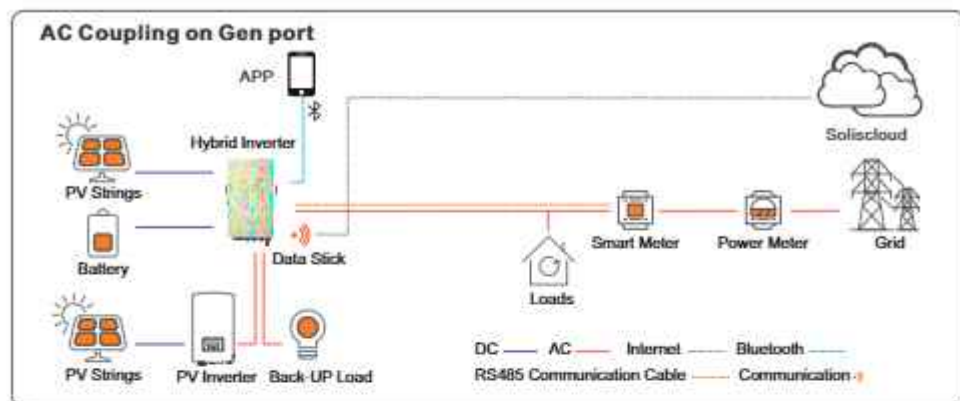 AC Coupling on Gen port
APP
Soliscloud
Hybrid Inverter
PV Strings
Battery
Data Stick
Smart Meter
Power Meter
Grid
Loads
PV Strings
PV Inverter
Back-UP Load
DC AC Internet Bluetooth
RS485 Communication Cable Communication